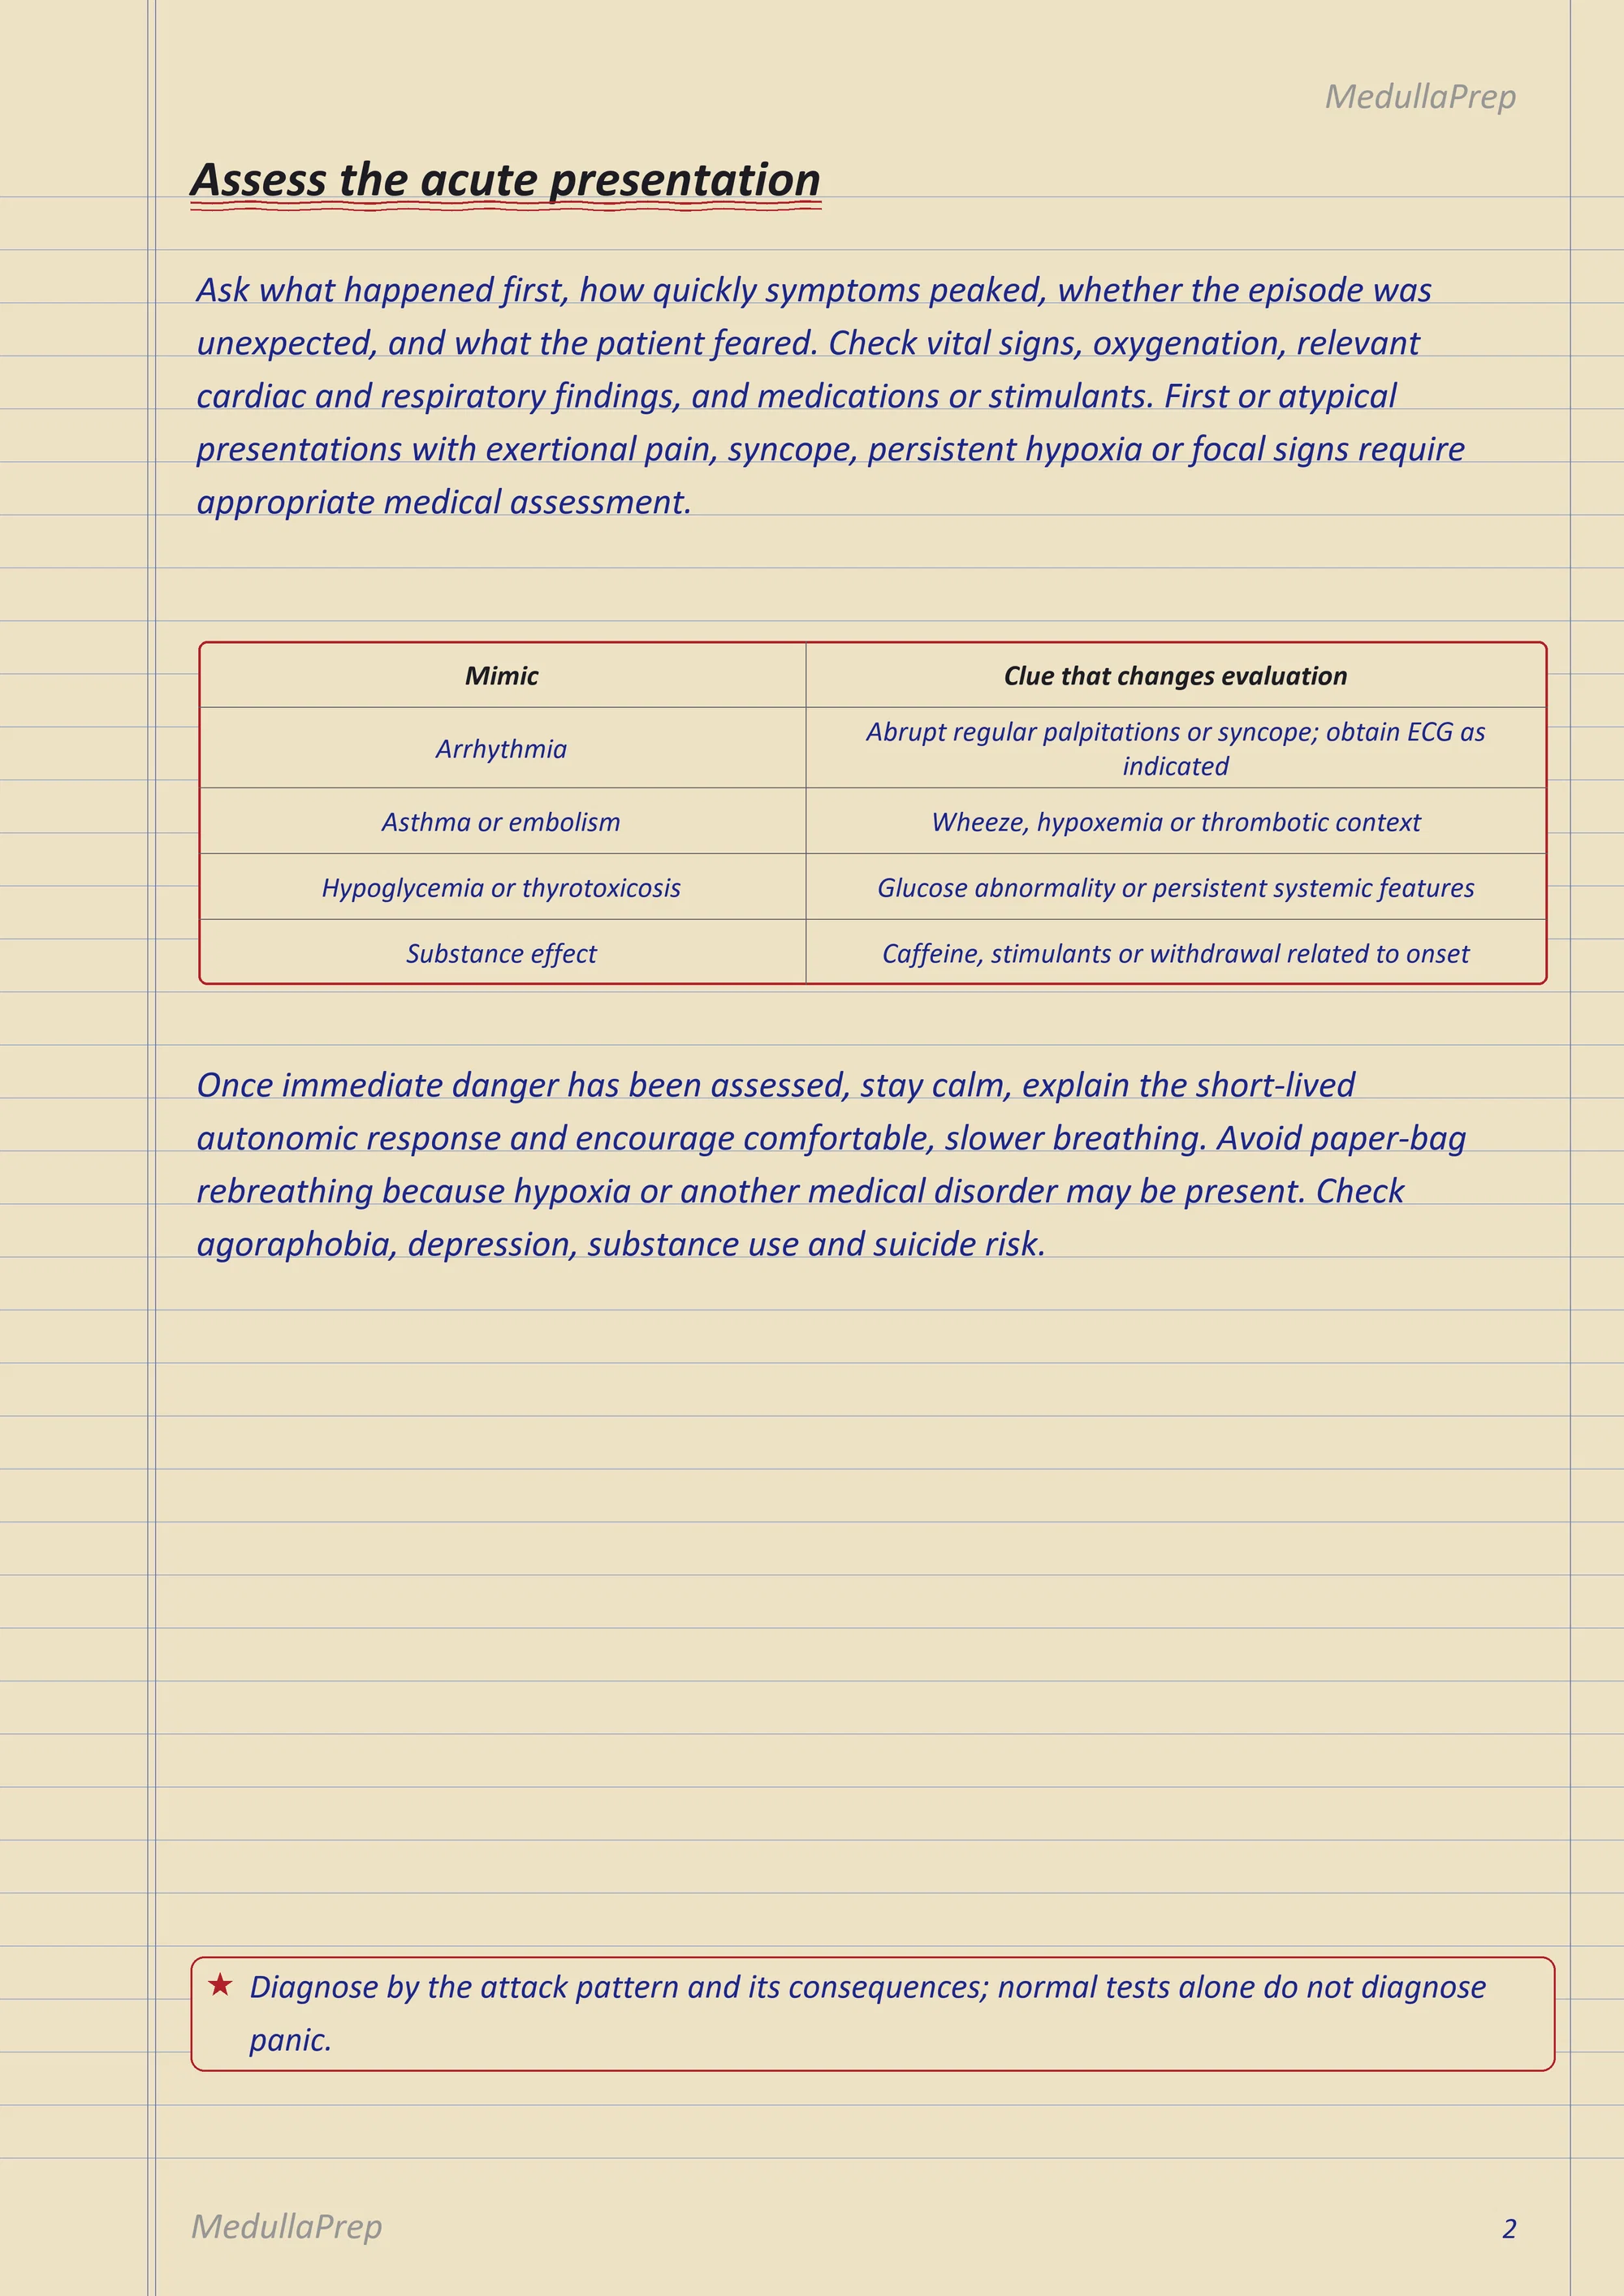 MedullaPrep
Assess the acute presentation
Ask what happened first, how quickly symptoms peaked, whether the episode was
unexpected, and what the patient feared. Check vital signs, oxygenation, relevant
cardiac and respiratory findings, and medications or stimulants. First or atypical
presentations with exertional pain, syncope, persistent hypoxia or focal signs require
appropriate medical assessment.
Mimic Clue that changes evaluation
Arrhythmia Abrupt regular palpitations or syncope; obtain ECG as
indicated
Asthma or embolism Wheeze, hypoxemia or thrombotic context
Hypoglycemia or thyrotoxicosis Glucose abnormality or persistent systemic features
Substance effect Caffeine, stimulants or withdrawal related to onset
Once immediate danger has been assessed, stay calm, explain the short-lived
autonomic response and encourage comfortable, slower breathing. Avoid paper-bag
rebreathing because hypoxia or another medical disorder may be present. Check
agoraphobia, depression, substance use and suicide risk.
★ Diagnose by the attack pattern and its consequences; normal tests alone do not diagnose
panic.
MedullaPrep 2